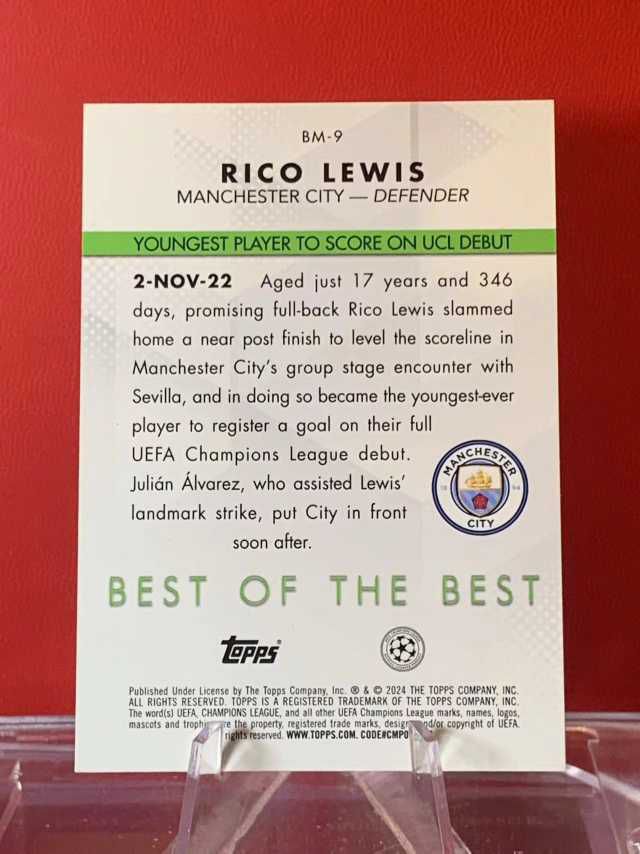 BM-9
RICO LEWIS
MANCHESTER CITY — DEFENDER
YOUNGEST PLAYER TO SCORE ON UCL DEBUT
2-NOV-22 Aged just 17 years and 346
days, promising full-back Rico Lewis slammed
home a near post finish to level the scoreline in
Manchester City's group stage encounter with
Sevilla, and in doing so became the youngest-ever
player to register a goal on their full
UEFA Champions League debut.
Julián Álvarez, who assisted Lewis'
landmark strike, put City in front
soon after.
MANCHESTER
18 94
CITY
BEST OF THE BEST
Topps®
Published Under License by The Topps Company, Inc. ® & © 2024 THE TOPPS COMPANY, INC.
ALL RIGHTS RESERVED. TOPPS IS A REGISTERED TRADEMARK OF THE TOPPS COMPANY, INC.
The word(s) UEFA, CHAMPIONS LEAGUE, and all other UEFA Champions League marks, names, logos,
mascots and are the property, registered trade marks, and/or copyright of UEFA.
rights reserved. WWW.TOPPS.COM. CODE#CMPO